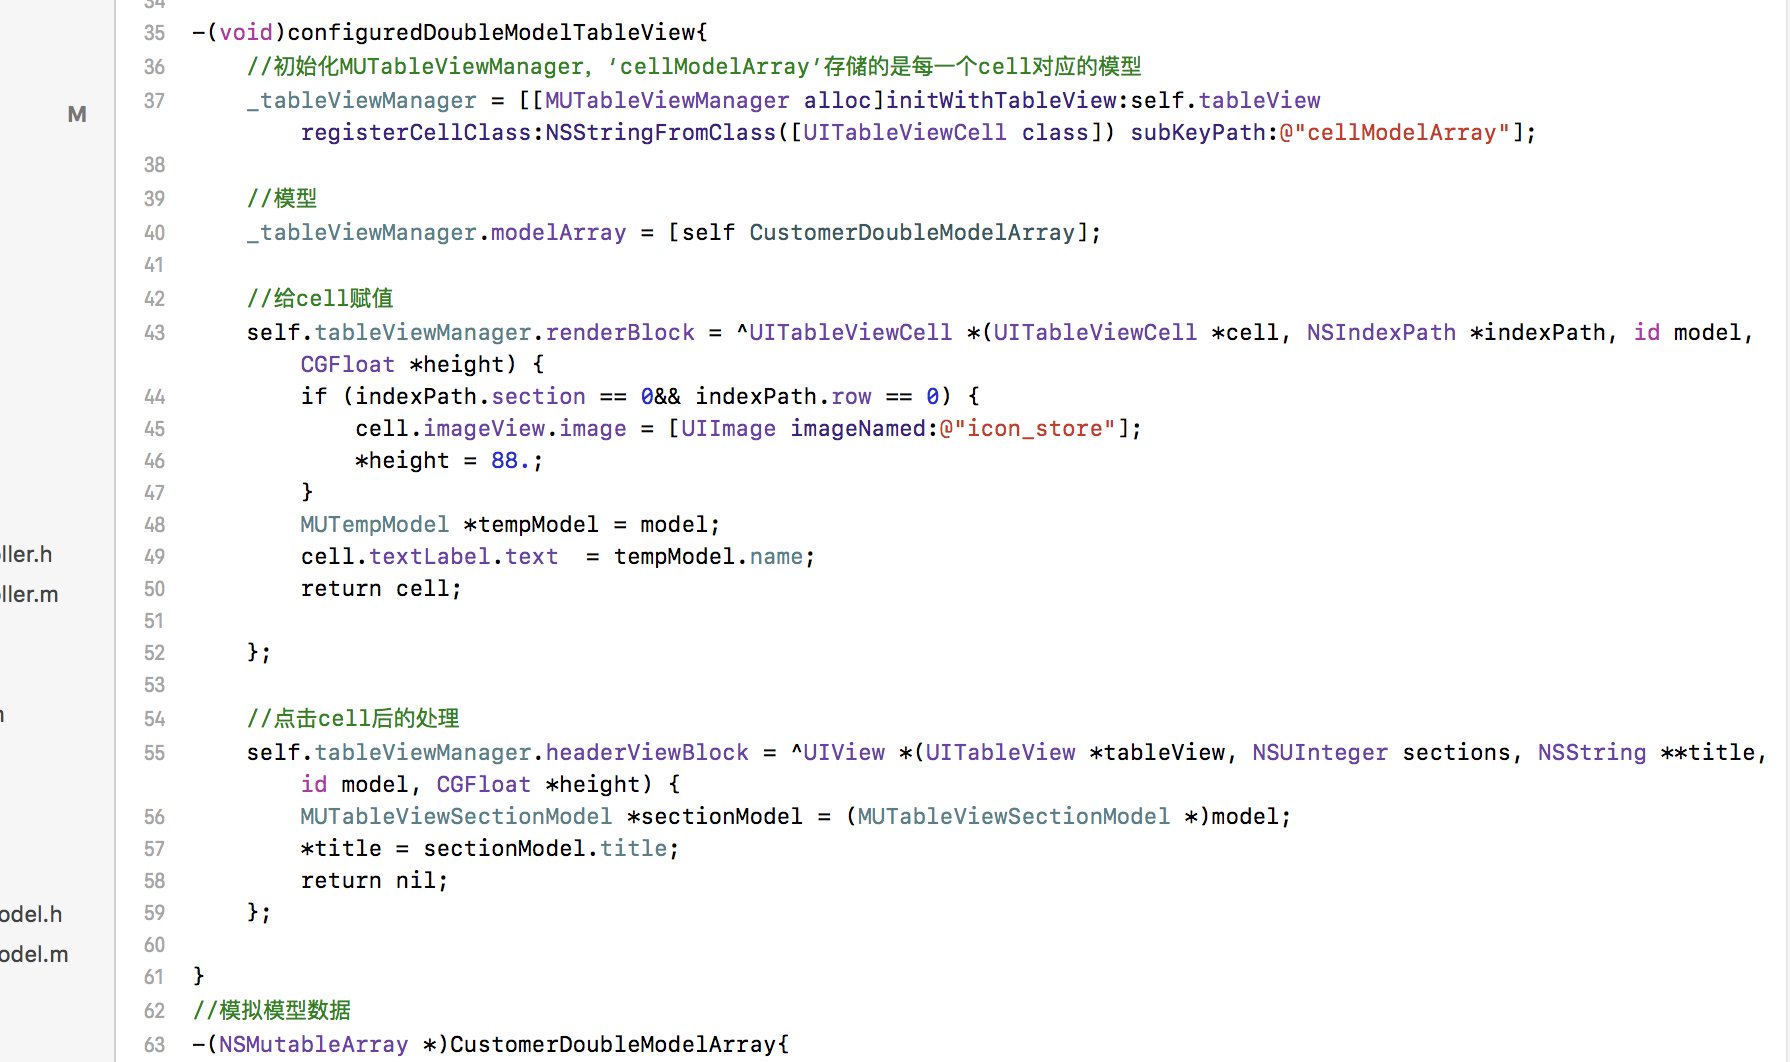 34
35 -(void)configuredDoubleModelTableView{
36 //初始化MUTableViewManager，‘cellModelArray’存储的是每一个cell对应的模型
M
37 _tableViewManager = [[MUTableViewManager alloc]initWithTableView:self.tableView
registerCellClass:NSStringFromClass([UITableViewCell class]) subKeyPath:@"cellModelArray"];
38
39 //模型
40 _tableViewManager.modelArray = [self CustomerDoubleModelArray];
41
42 //给cell赋值
43 self.tableViewManager.renderBlock = ^UITableViewCell *(UITableViewCell *cell, NSIndexPath *indexPath, id model,
CGFloat *height) {
44 if (indexPath.section == 0&& indexPath.row == 0) {
45 cell.imageView.image = [UIImage imageNamed:@"icon_store"];
46 *height = 88.;
47 }
48 MUTempModel *tempModel = model;
49 cell.textLabel.text  = tempModel.name;
ller.h
50 return cell;
ller.m
51
52 };
53
54 //点击cell后的处理
55 self.tableViewManager.headerViewBlock = ^UIView *(UITableView *tableView, NSUInteger sections, NSString **title,
id model, CGFloat *height) {
56 MUTableViewSectionModel *sectionModel = (MUTableViewSectionModel *)model;
57 *title = sectionModel.title;
58 return nil;
59 };
odel.h
60
odel.m
61 }
62 //模拟模型数据
63 -(NSMutableArray *)CustomerDoubleModelArray{